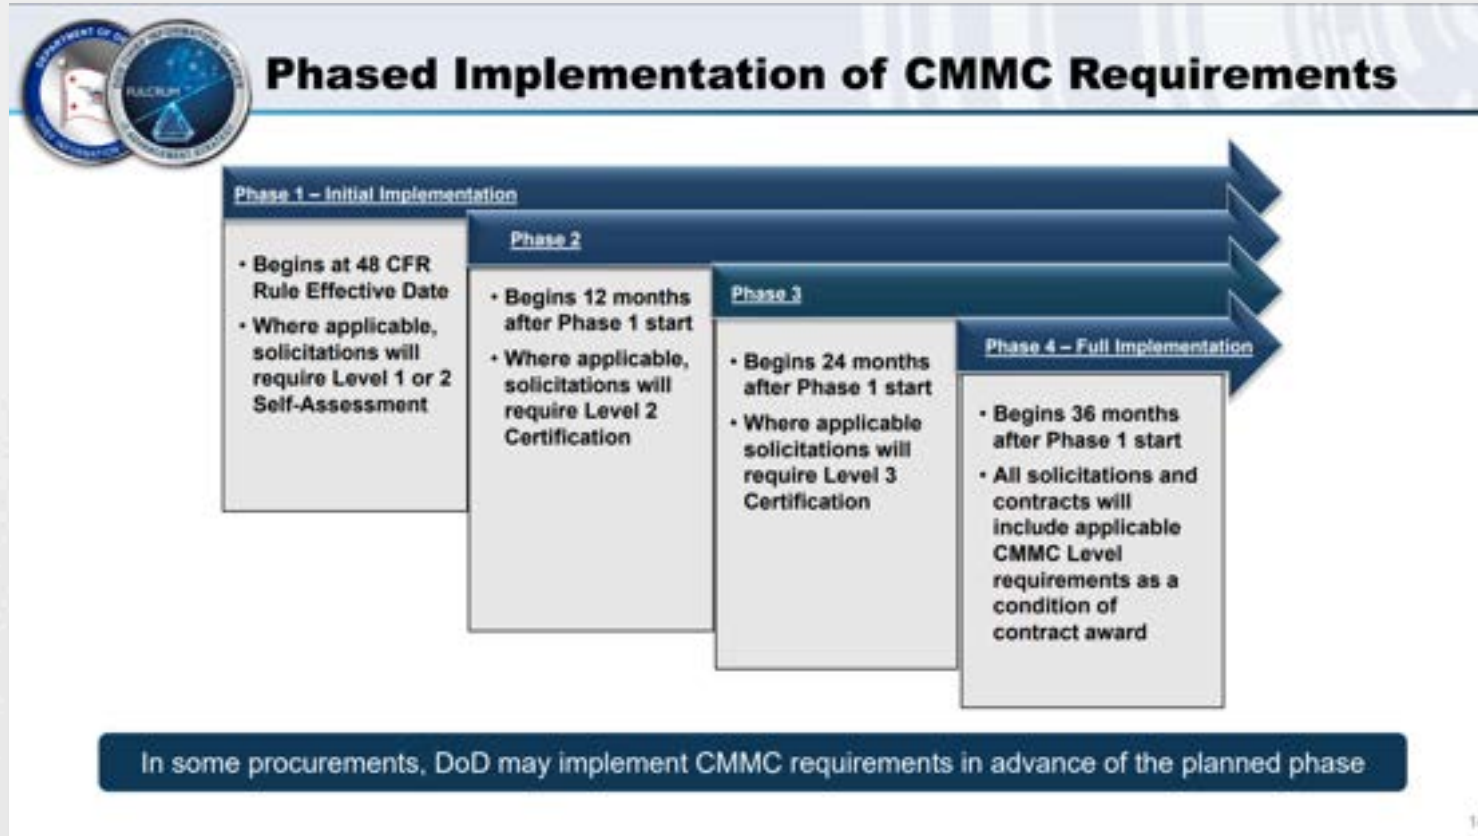 DEPARTMENT OF
CHIEF INFORMATION
FULCRUM
Phased Implementation of CMMC Requirements
Phase 1 – Initial Implementation
• Begins at 48 CFR
Rule Effective Date
• Where applicable,
solicitations will
require Level 1 or 2
Self-Assessment
Phase 2
• Begins 12 months
after Phase 1 start
• Where applicable,
solicitations will
require Level 2
Certification
Phase 3
• Begins 24 months
after Phase 1 start
• Where applicable
solicitations will
require Level 3
Certification
Phase 4 – Full Implementation
• Begins 36 months
after Phase 1 start
• All solicitations and
contracts will
include applicable
CMMC Level
requirements as a
condition of
contract award
In some procurements, DoD may implement CMMC requirements in advance of the planned phase